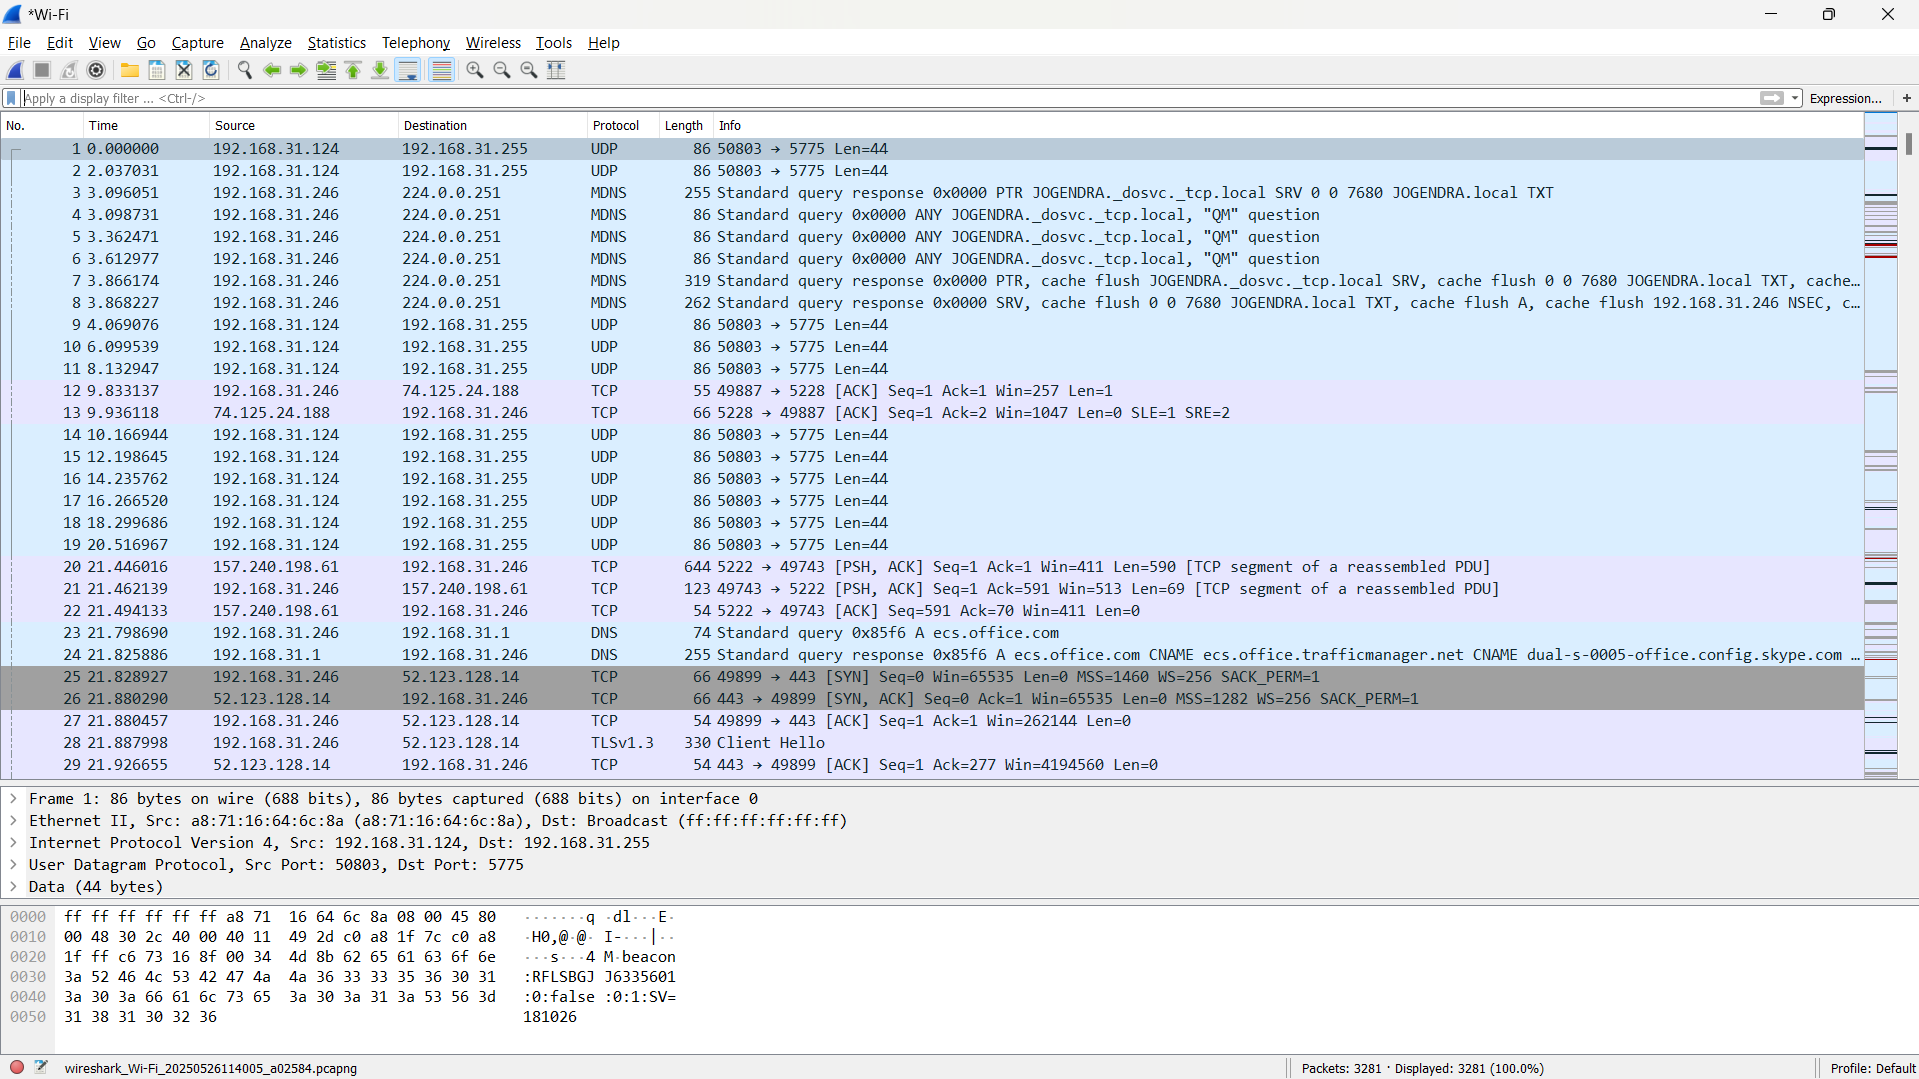 *Wi-Fi
File Edit View Go Capture Analyze Statistics Telephony Wireless Tools Help
Apply a display filter ... <Ctrl-/> Expression... +
No. Time Source Destination Protocol Length Info
1 0.000000 192.168.31.124 192.168.31.255 UDP 86 50803 → 5775 Len=44
2 2.037031 192.168.31.124 192.168.31.255 UDP 86 50803 → 5775 Len=44
3 3.096051 192.168.31.246 224.0.0.251 MDNS 255 Standard query response 0x0000 PTR JOGENDRA._dosvc._tcp.local SRV 0 0 7680 JOGENDRA.local TXT
4 3.098731 192.168.31.246 224.0.0.251 MDNS 86 Standard query 0x0000 ANY JOGENDRA._dosvc._tcp.local, "QM" question
5 3.362471 192.168.31.246 224.0.0.251 MDNS 86 Standard query 0x0000 ANY JOGENDRA._dosvc._tcp.local, "QM" question
6 3.612977 192.168.31.246 224.0.0.251 MDNS 86 Standard query 0x0000 ANY JOGENDRA._dosvc._tcp.local, "QM" question
7 3.866174 192.168.31.246 224.0.0.251 MDNS 319 Standard query response 0x0000 PTR, cache flush JOGENDRA._dosvc._tcp.local SRV, cache flush 0 0 7680 JOGENDRA.local TXT, cache…
8 3.868227 192.168.31.246 224.0.0.251 MDNS 262 Standard query response 0x0000 SRV, cache flush 0 0 7680 JOGENDRA.local TXT, cache flush A, cache flush 192.168.31.246 NSEC, c…
9 4.069076 192.168.31.124 192.168.31.255 UDP 86 50803 → 5775 Len=44
10 6.099539 192.168.31.124 192.168.31.255 UDP 86 50803 → 5775 Len=44
11 8.132947 192.168.31.124 192.168.31.255 UDP 86 50803 → 5775 Len=44
12 9.833137 192.168.31.246 74.125.24.188 TCP 55 49887 → 5228 [ACK] Seq=1 Ack=1 Win=257 Len=1
13 9.936118 74.125.24.188 192.168.31.246 TCP 66 5228 → 49887 [ACK] Seq=1 Ack=2 Win=1047 Len=0 SLE=1 SRE=2
14 10.166944 192.168.31.124 192.168.31.255 UDP 86 50803 → 5775 Len=44
15 12.198645 192.168.31.124 192.168.31.255 UDP 86 50803 → 5775 Len=44
16 14.235762 192.168.31.124 192.168.31.255 UDP 86 50803 → 5775 Len=44
17 16.266520 192.168.31.124 192.168.31.255 UDP 86 50803 → 5775 Len=44
18 18.299686 192.168.31.124 192.168.31.255 UDP 86 50803 → 5775 Len=44
19 20.516967 192.168.31.124 192.168.31.255 UDP 86 50803 → 5775 Len=44
20 21.446016 157.240.198.61 192.168.31.246 TCP 644 5222 → 49743 [PSH, ACK] Seq=1 Ack=1 Win=411 Len=590 [TCP segment of a reassembled PDU]
21 21.462139 192.168.31.246 157.240.198.61 TCP 123 49743 → 5222 [PSH, ACK] Seq=1 Ack=591 Win=513 Len=69 [TCP segment of a reassembled PDU]
22 21.494133 157.240.198.61 192.168.31.246 TCP 54 5222 → 49743 [ACK] Seq=591 Ack=70 Win=411 Len=0
23 21.798690 192.168.31.246 192.168.31.1 DNS 74 Standard query 0x85f6 A ecs.office.com
24 21.825886 192.168.31.1 192.168.31.246 DNS 255 Standard query response 0x85f6 A ecs.office.com CNAME ecs.office.trafficmanager.net CNAME dual-s-0005-office.config.skype.com …
25 21.828927 192.168.31.246 52.123.128.14 TCP 66 49899 → 443 [SYN] Seq=0 Win=65535 Len=0 MSS=1460 WS=256 SACK_PERM=1
26 21.880290 52.123.128.14 192.168.31.246 TCP 66 443 → 49899 [SYN, ACK] Seq=0 Ack=1 Win=65535 Len=0 MSS=1282 WS=256 SACK_PERM=1
27 21.880457 192.168.31.246 52.123.128.14 TCP 54 49899 → 443 [ACK] Seq=1 Ack=1 Win=262144 Len=0
28 21.887998 192.168.31.246 52.123.128.14 TLSv1.3 330 Client Hello
29 21.926655 52.123.128.14 192.168.31.246 TCP 54 443 → 49899 [ACK] Seq=1 Ack=277 Win=4194560 Len=0
Frame 1: 86 bytes on wire (688 bits), 86 bytes captured (688 bits) on interface 0
Ethernet II, Src: a8:71:16:64:6c:8a (a8:71:16:64:6c:8a), Dst: Broadcast (ff:ff:ff:ff:ff:ff)
Internet Protocol Version 4, Src: 192.168.31.124, Dst: 192.168.31.255
User Datagram Protocol, Src Port: 50803, Dst Port: 5775
Data (44 bytes)
0000 ff ff ff ff ff ff a8 71 16 64 6c 8a 08 00 45 80 ·······q ·dl···E·
0010 00 48 30 2c 40 00 40 11 49 2d c0 a8 1f 7c c0 a8 ·H0,@·@· I-···|··
0020 1f ff c6 73 16 8f 00 34 4d 8b 62 65 61 63 6f 6e ···s···4 M·beacon
0030 3a 52 46 4c 53 42 47 4a 4a 36 33 33 35 36 30 31 :RFLSBGJ J6335601
0040 3a 30 3a 66 61 6c 73 65 3a 30 3a 31 3a 53 56 3d :0:false :0:1:SV=
0050 31 38 31 30 32 36 181026
wireshark_Wi-Fi_20250526114005_a02584.pcapng Packets: 3281 · Displayed: 3281 (100.0%) Profile: Default